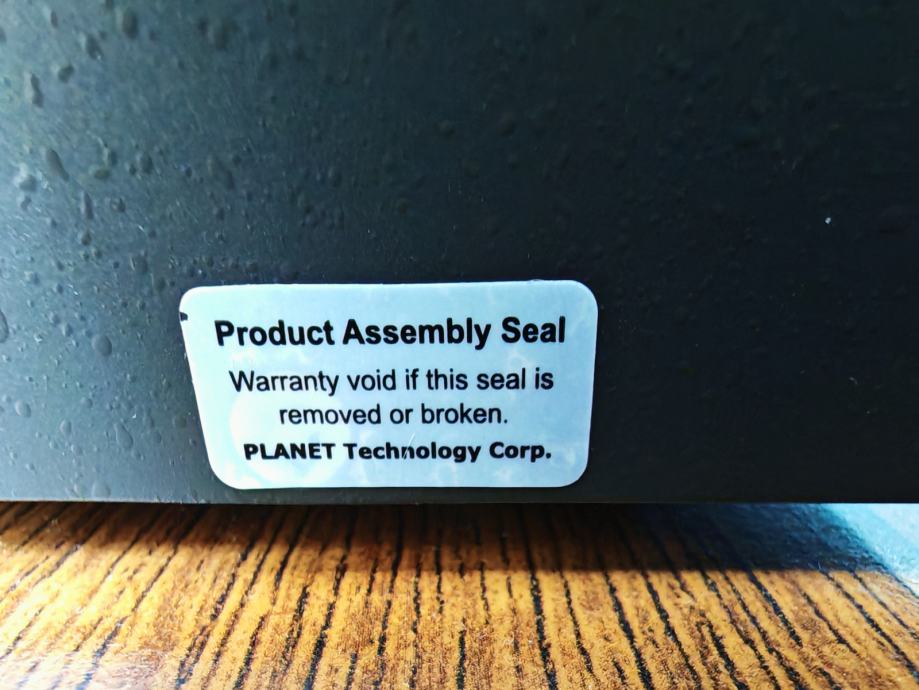 Product Assembly Seal
Warranty void if this seal is
removed or broken.
PLANET Technology Corp.